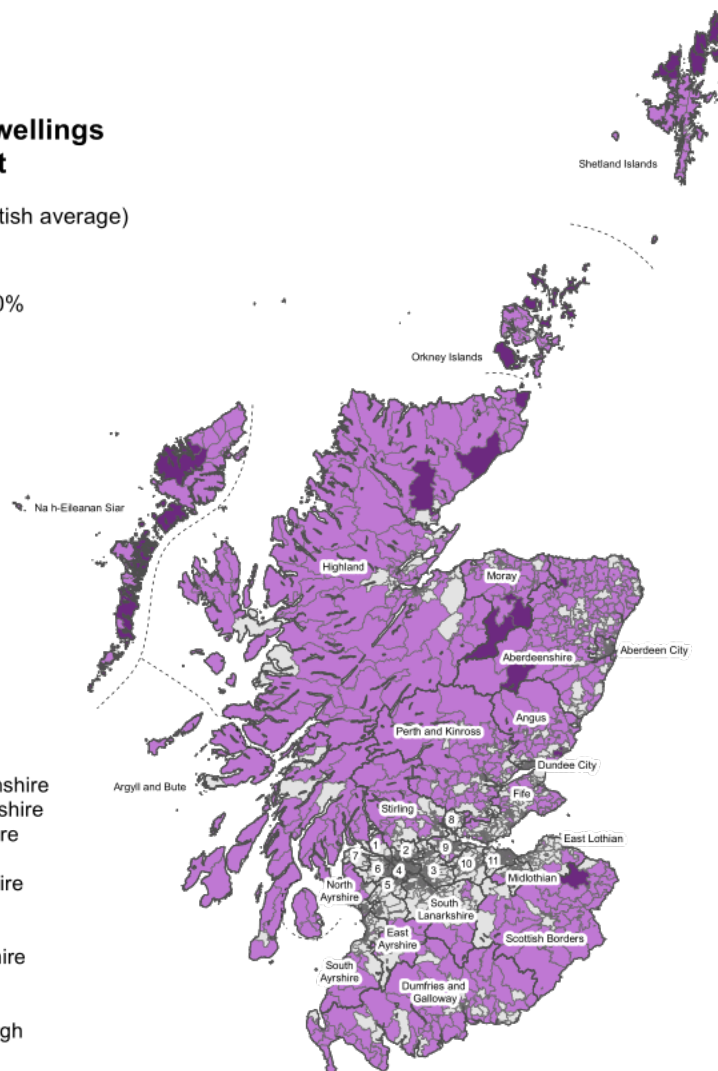 wellings
t
tish average)
0%
Shetland Islands
Orkney Islands
Na h-Eileanan Siar
Highland
Moray
Aberdeenshire
Aberdeen City
Angus
Perth and Kinross
Dundee City
Argyll and Bute
Fife
Stirling
8
East Lothian
1
2
9
7
6
4
3
10
11
5
Midlothian
North
Ayrshire
South
Lanarkshire
East
Ayrshire
Scottish Borders
South
Ayrshire
Dumfries and
Galloway
nshire
shire
re
ire
ire
gh